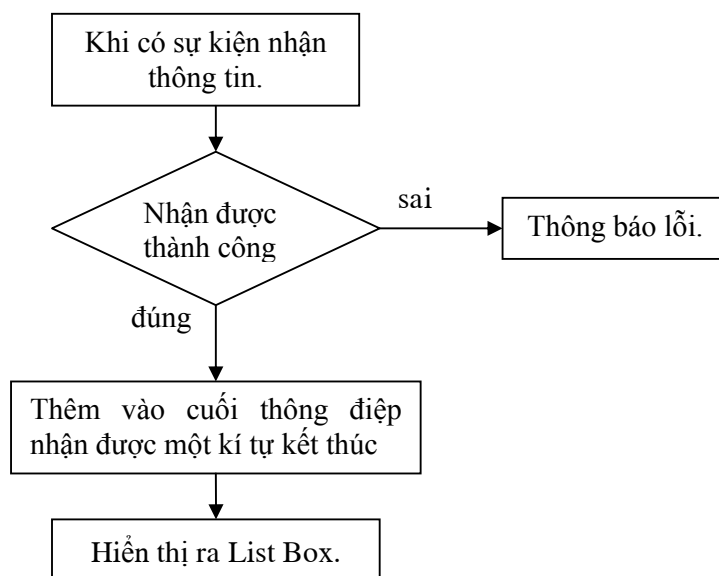 Khi có sự kiện nhận
thông tin.
Nhận được
thành công
sai
Thông báo lỗi.
đúng
Thêm vào cuối thông điệp
nhận được một kí tự kết thúc
Hiển thị ra List Box.